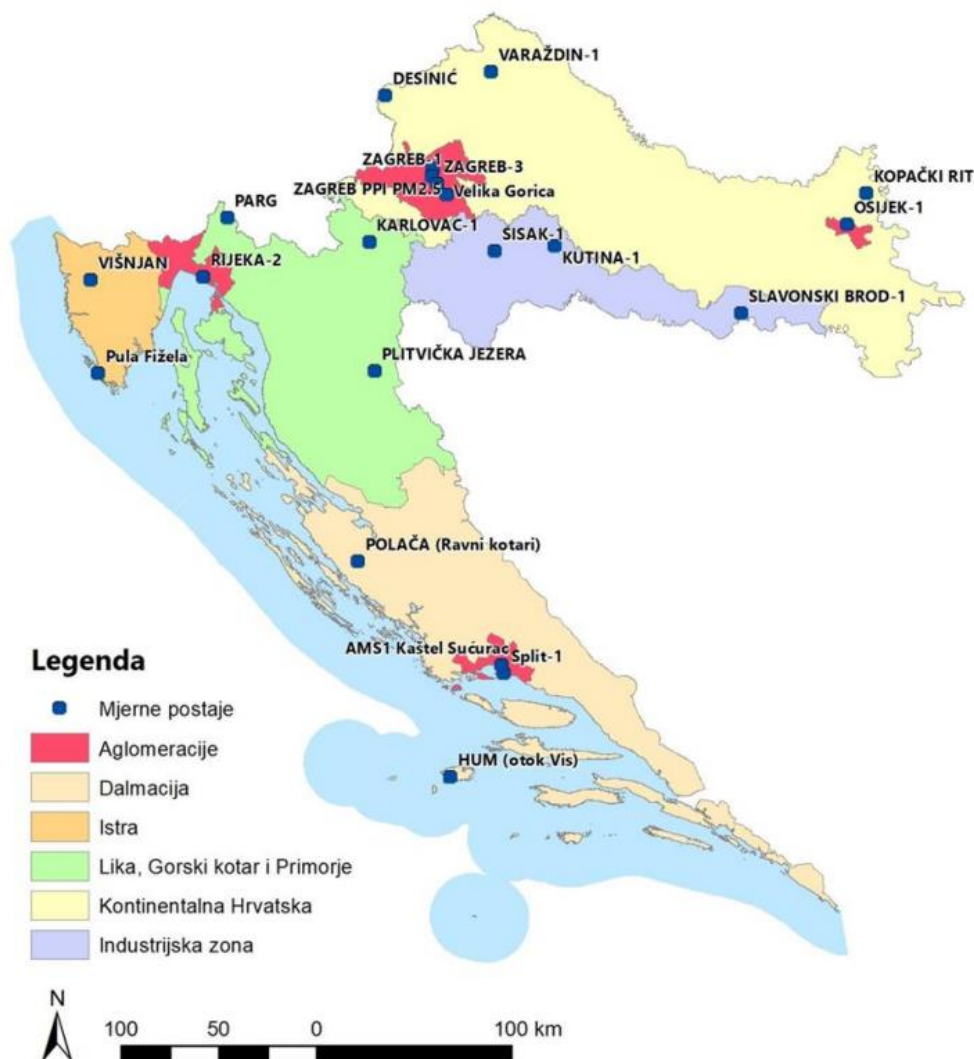 VARAŽDIN-1
DESINIĆ
ZAGREB-1
ZAGREB-3
KOPAČKI RIT
ZAGREB PPI PM2.5
Velika Gorica
PARG
OSIJEK-1
KARLOVAC-1
SISAK-1
KUTINA-1
VIŠNJAN
RIJEKA-2
SLAVONSKI BROD-1
Pula Fižela
PLITVIČKA JEZERA
POLAČA (Ravni kotari)
AMS1 Kaštel Sućurac
Split-1
HUM (otok Vis)
Legenda
Mjerne postaje
Aglomeracije
Dalmacija
Istra
Lika, Gorski kotar i Primorje
Kontinentalna Hrvatska
Industrijska zona
N
100 50 0 100 km